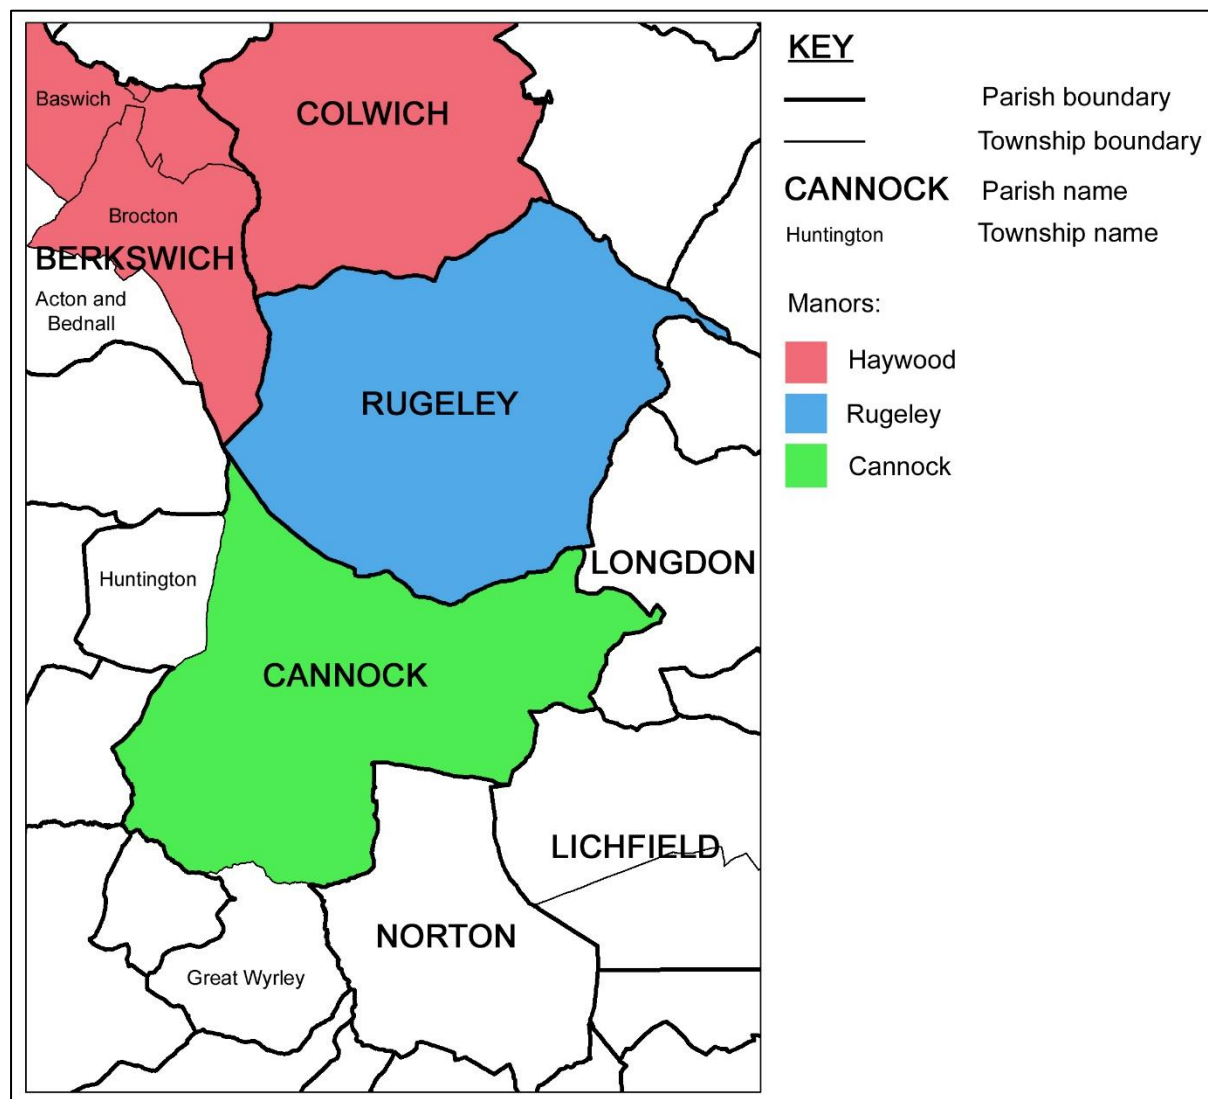 Baswich
COLWICH
Brocton
BERKSWICH
Acton and
Bednall
RUGELEY
Huntington
LONGDON
CANNOCK
LICHFIELD
NORTON
Great Wyrley
KEY
Parish boundary
Township boundary
CANNOCK Parish name
Huntington Township name
Manors:
Haywood
Rugeley
Cannock